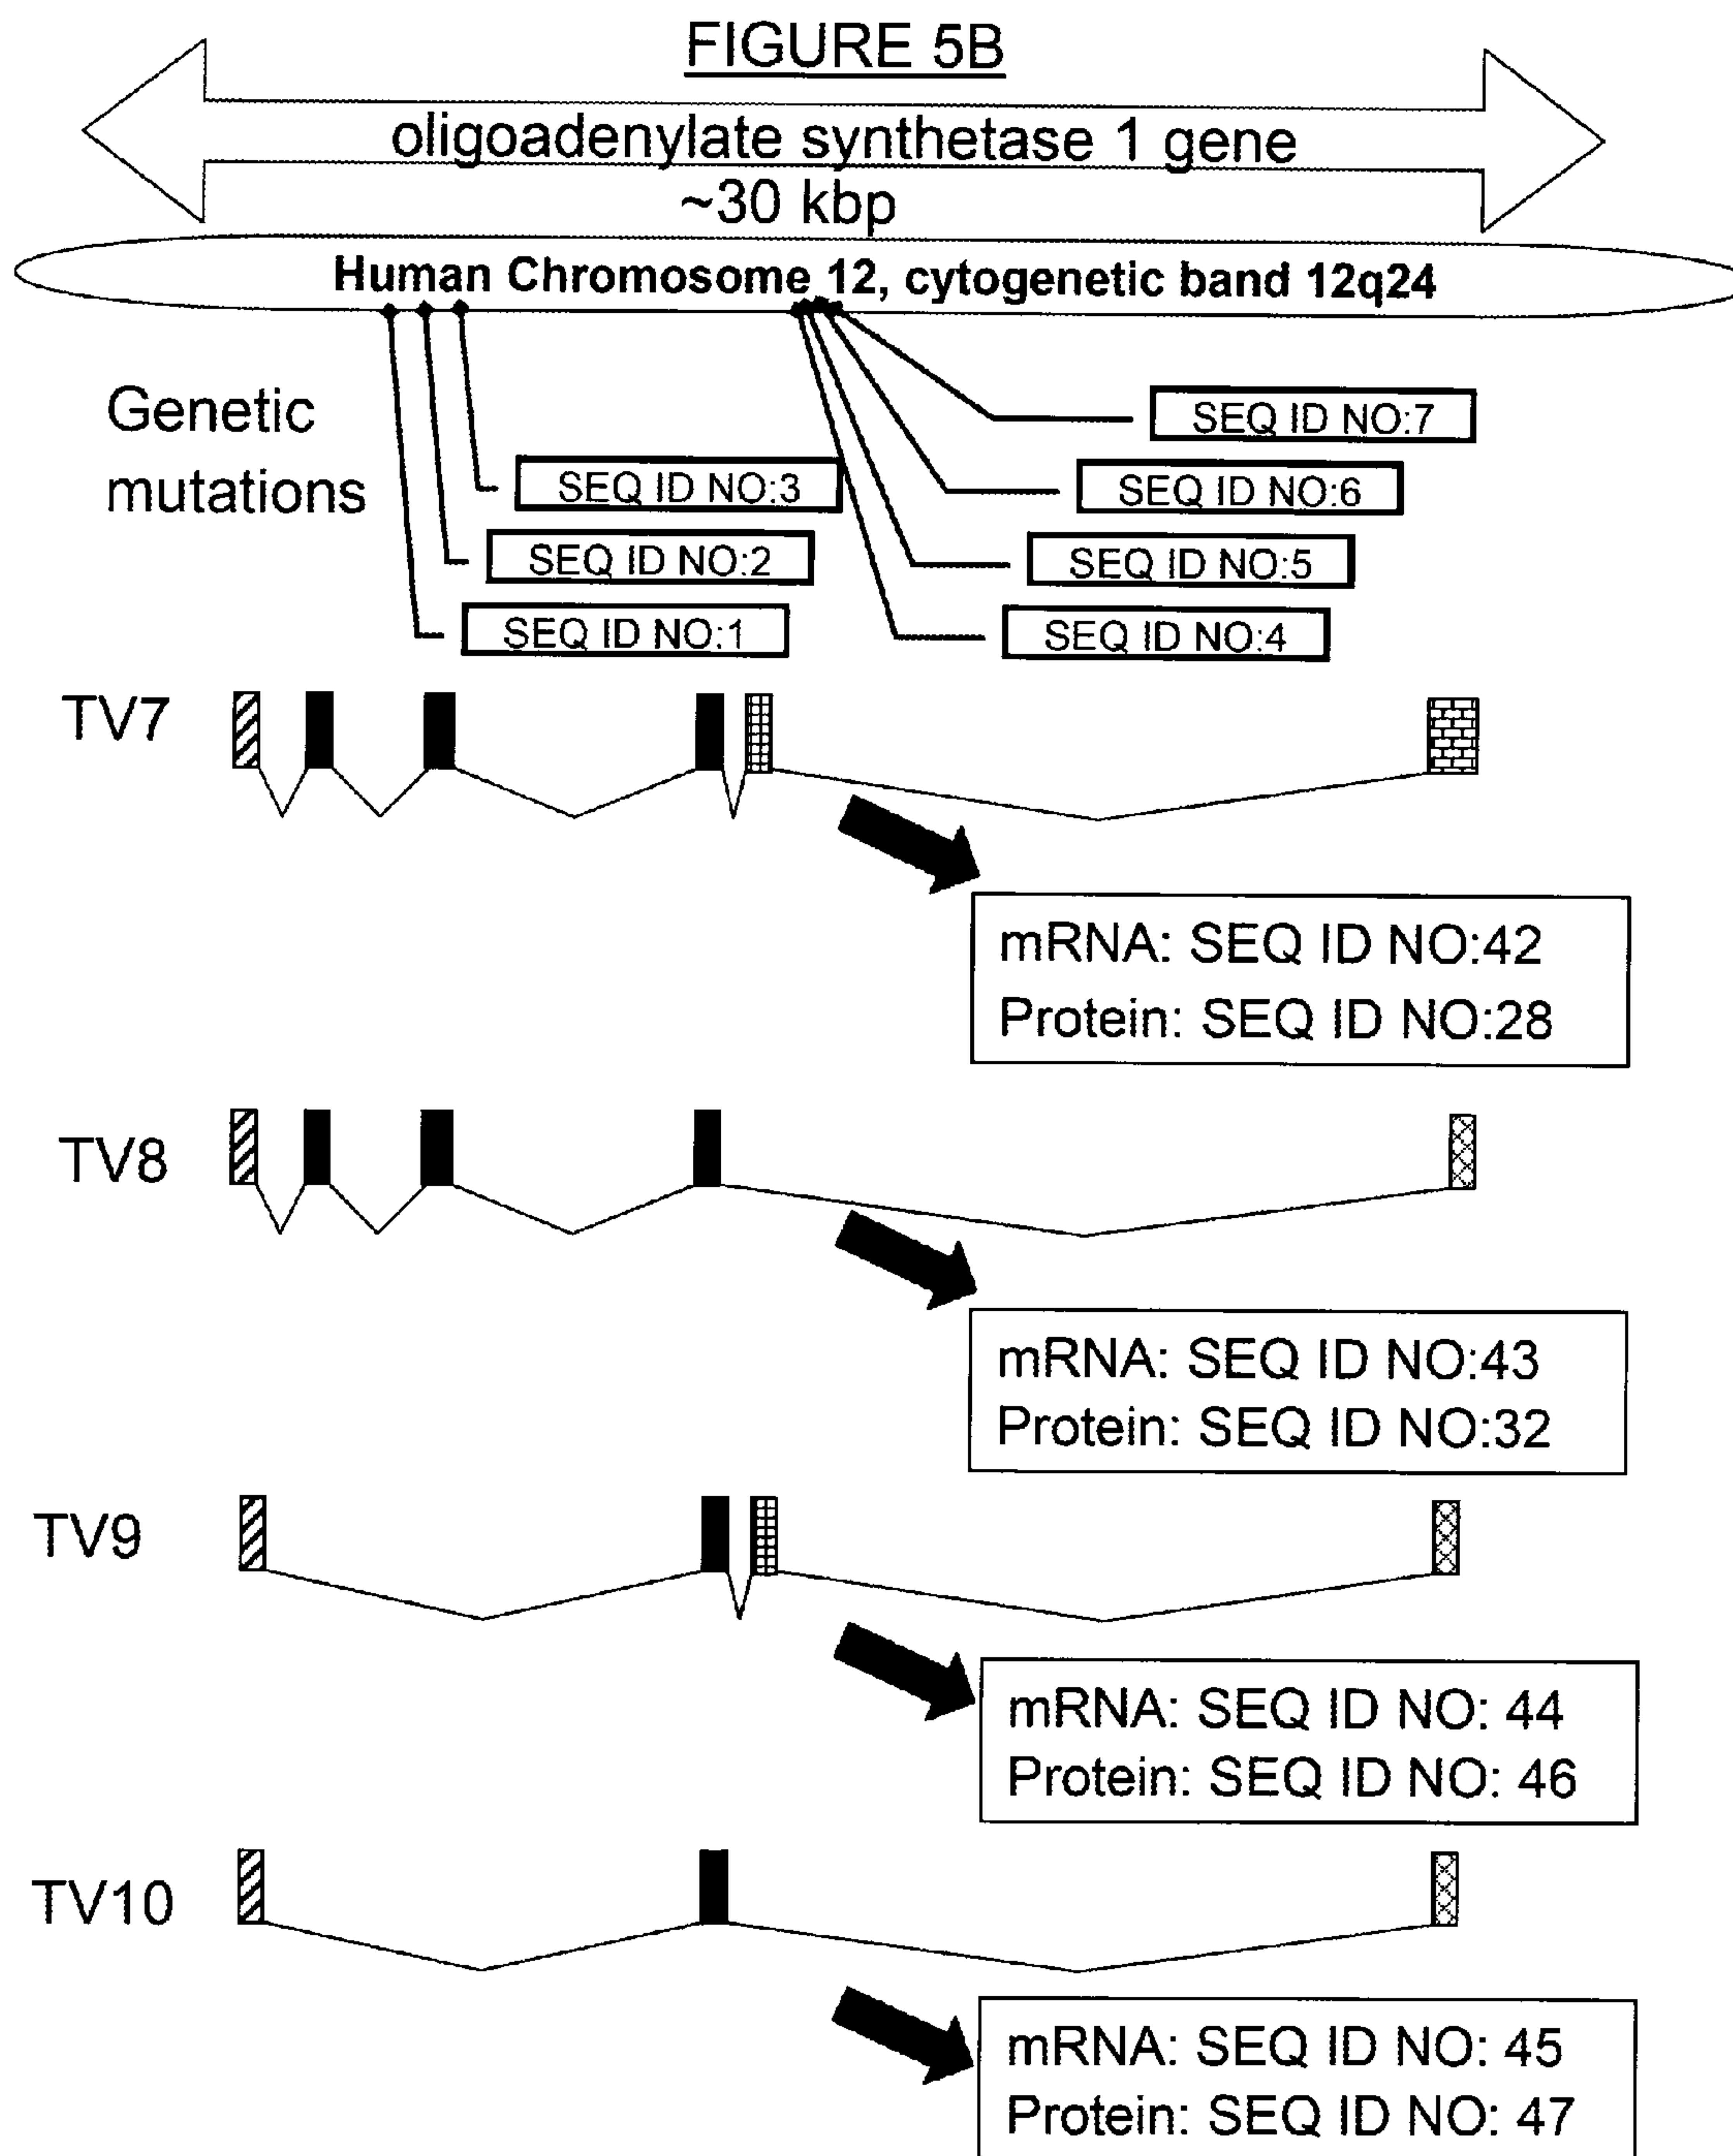 FIGURE 5B
oligoadenylate synthetase 1 gene
~30 kbp
Human Chromosome 12, cytogenetic band 12q24
Genetic
mutations
SEQ ID NO:7
SEQ ID NO:3
SEQ ID NO:6
SEQ ID NO:2
SEQ ID NO:5
SEQ ID NO:1
SEQ ID NO:4
TV7
mRNA: SEQ ID NO:42
Protein: SEQ ID NO:28
TV8
mRNA: SEQ ID NO:43
Protein: SEQ ID NO:32
TV9
mRNA: SEQ ID NO: 44
Protein: SEQ ID NO: 46
TV10
mRNA: SEQ ID NO: 45
Protein: SEQ ID NO: 47